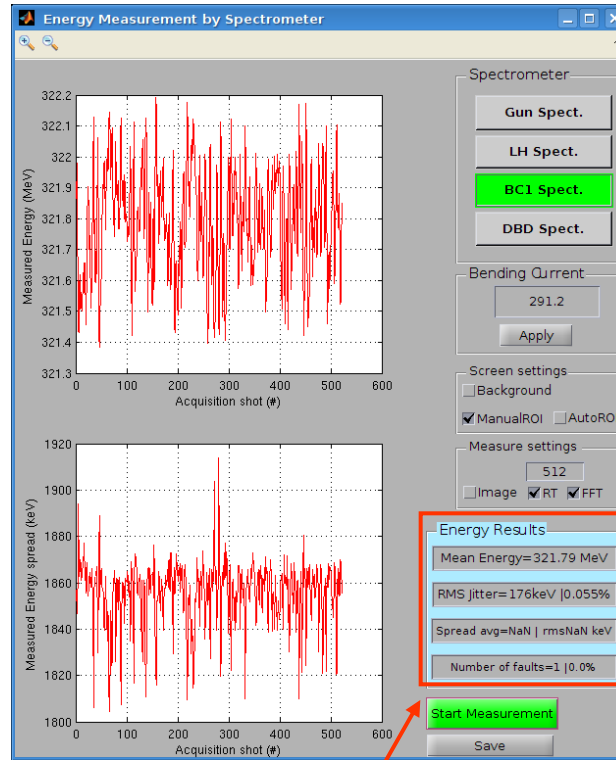 Energy Measurement by Spectrometer
322.2
322.1
322
321.9
321.8
321.7
321.6
321.5
321.4
321.3
Measured Energy (MeV)
0 100 200 300 400 500 600
Acquisition shot (#)
1920
1900
1880
1860
1840
1820
1800
Measured Energy spread (keV)
0 100 200 300 400 500 600
Acquisition shot (#)
Spectrometer
Gun Spect.
LH Spect.
BC1 Spect.
DBD Spect.
Bending Current
291.2
Apply
Screen settings
Background
ManualROI AutoRO
Measure settings
512
Image RT FFT
Energy Results
Mean Energy=321.79 MeV
RMS Jitter=176keV |0.055%
Spread avg=NaN | rmsNaN keV
Number of faults=1 |0.0%
Start Measurement
Save